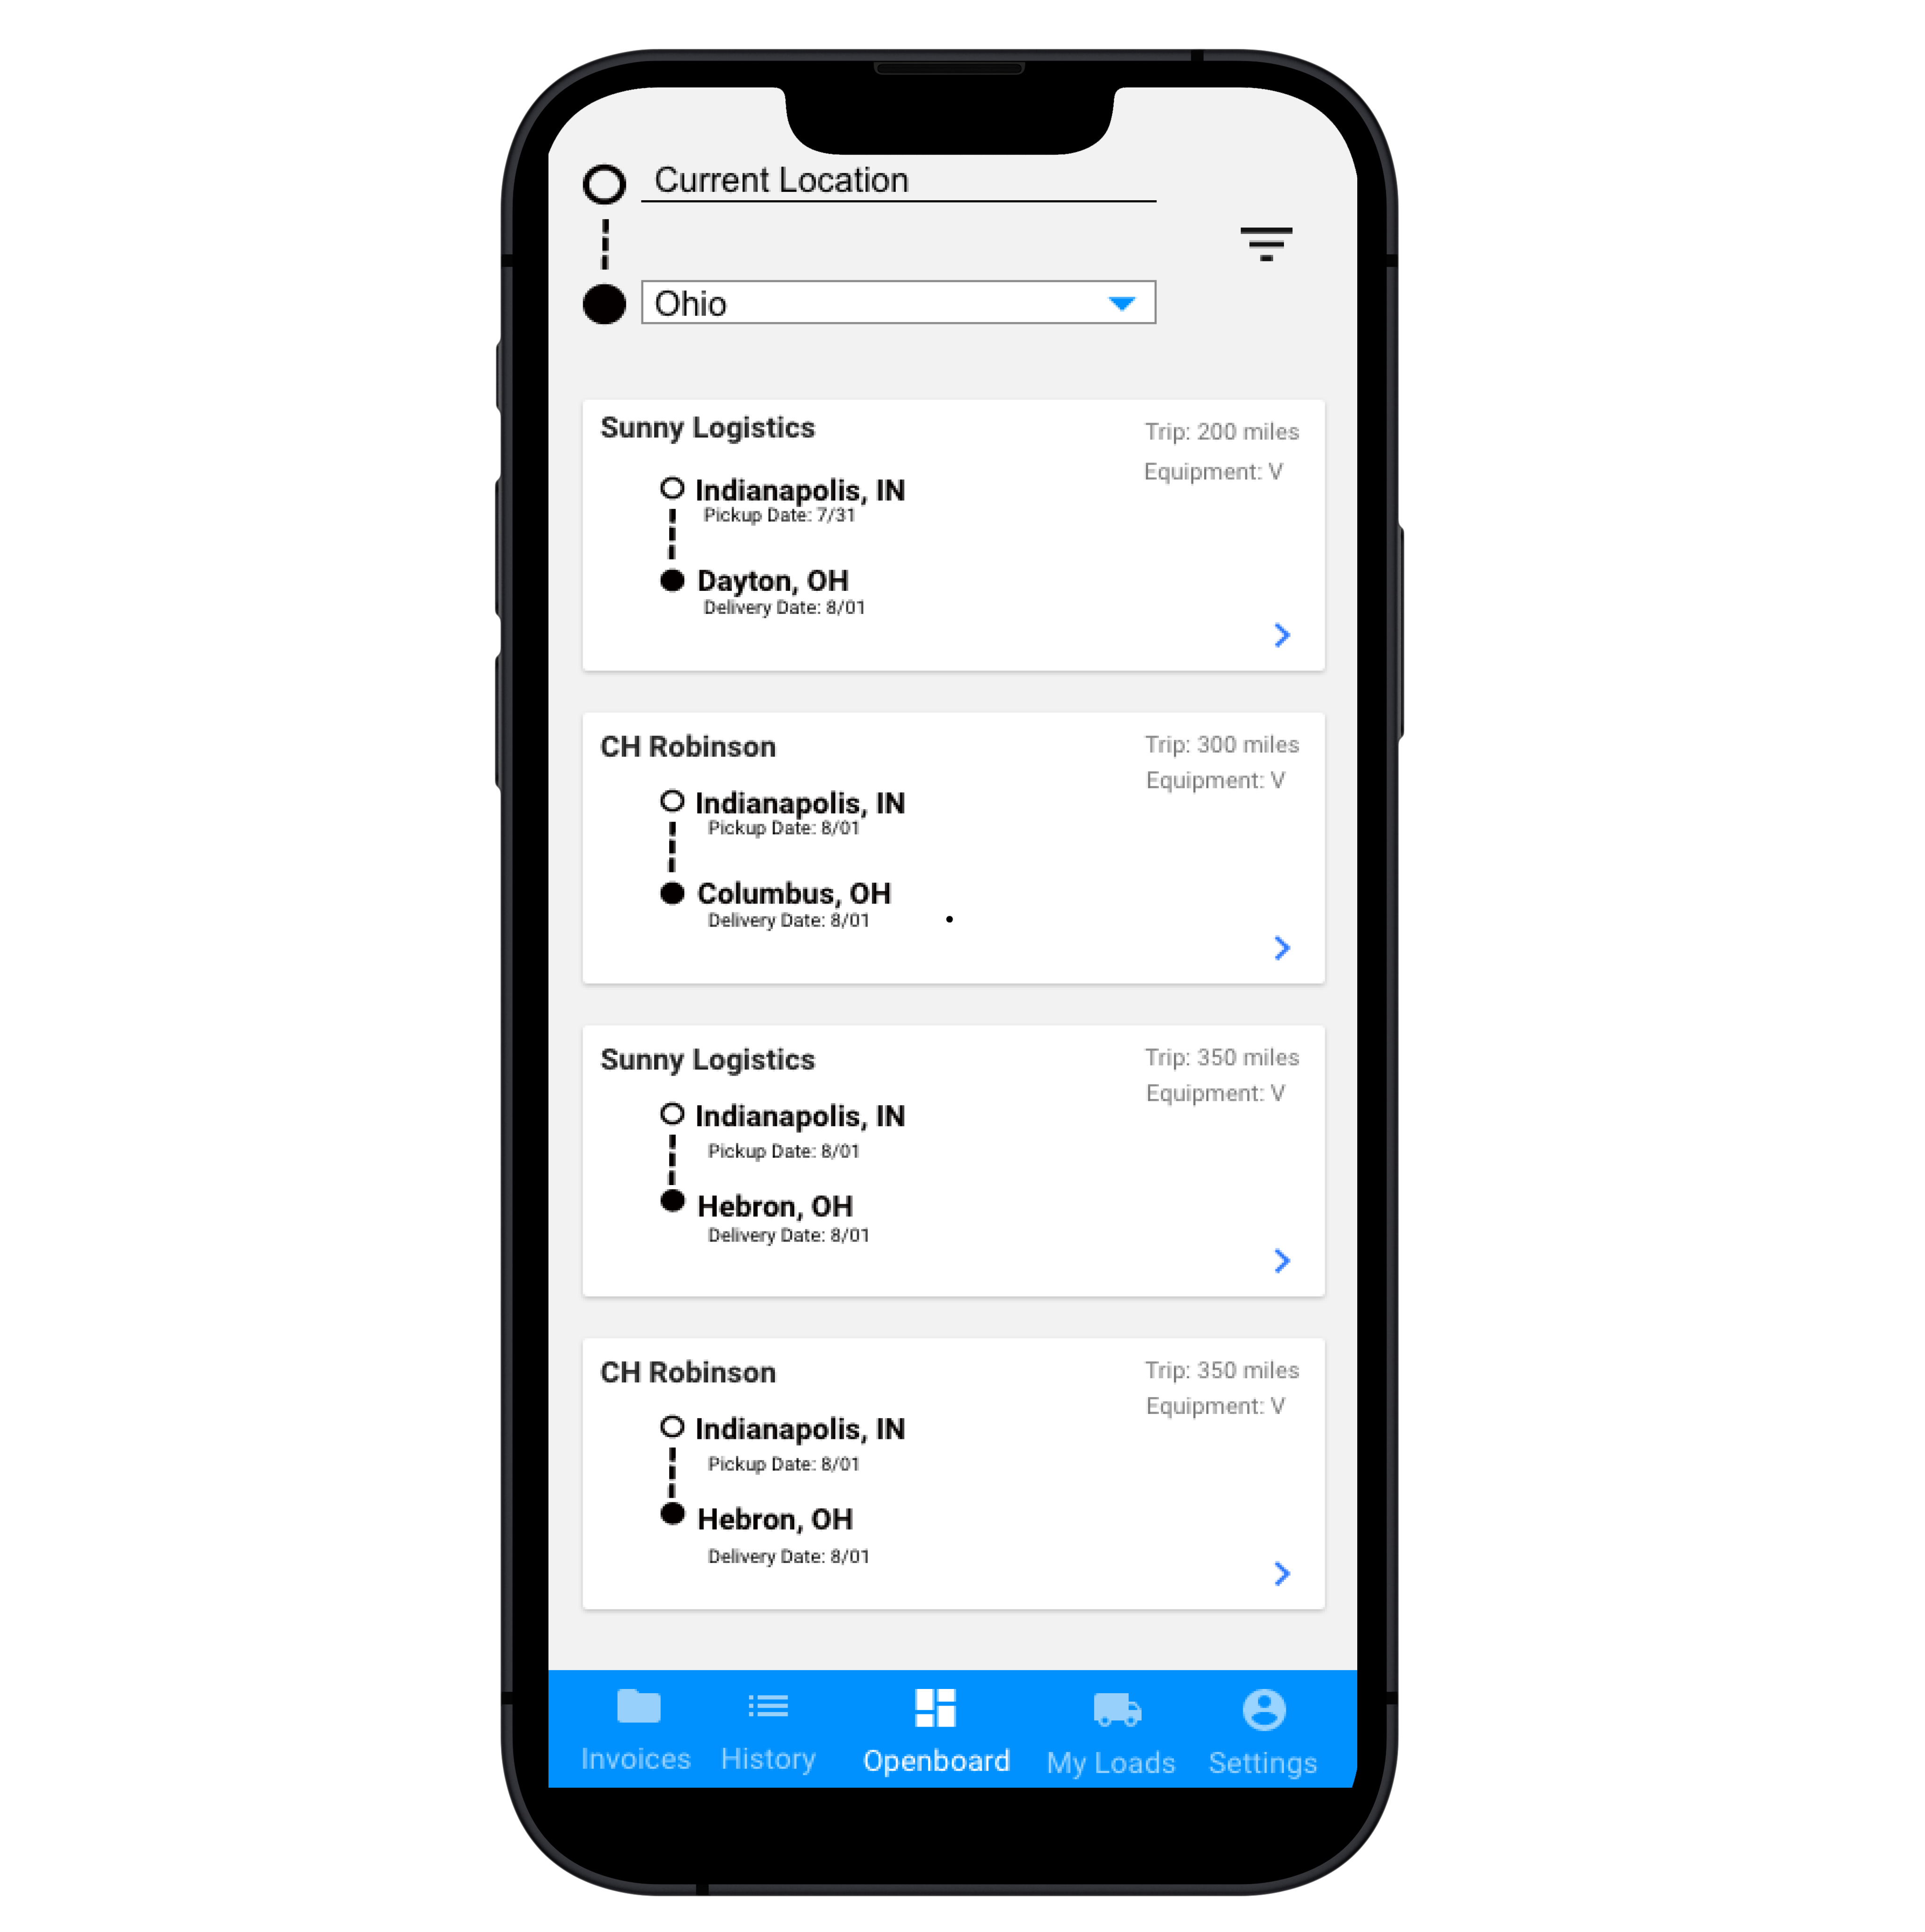 Current Location
Ohio
Sunny Logistics
Trip: 200 miles
Equipment: V
Indianapolis, IN
Pickup Date: 7/31
Dayton, OH
Delivery Date: 8/01
CH Robinson
Trip: 300 miles
Equipment: V
Indianapolis, IN
Pickup Date: 8/01
Columbus, OH
Delivery Date: 8/01
Sunny Logistics
Trip: 350 miles
Equipment: V
Indianapolis, IN
Pickup Date: 8/01
Hebron, OH
Delivery Date: 8/01
CH Robinson
Trip: 350 miles
Equipment: V
Indianapolis, IN
Pickup Date: 8/01
Hebron, OH
Delivery Date: 8/01
Invoices History Openboard My Loads Settings